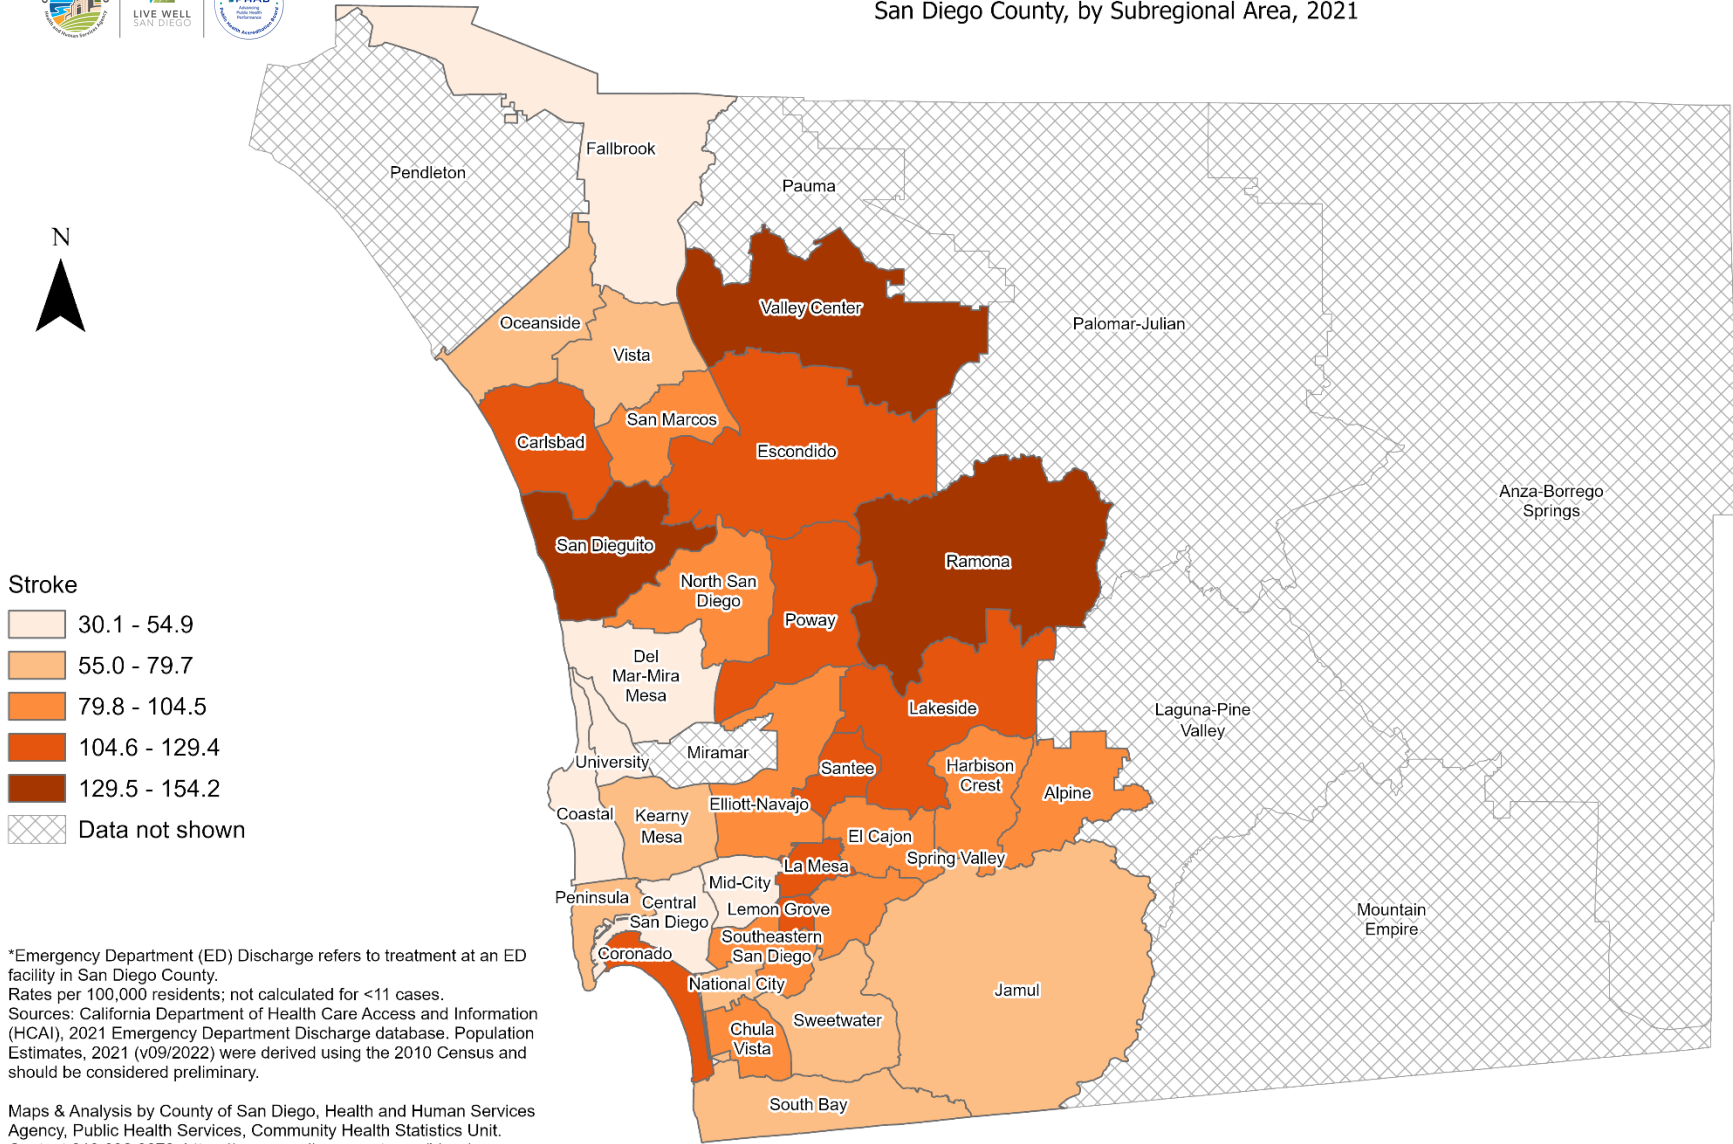 LIVE WELL
SAN DIEGO
San Diego County, by Subregional Area, 2021
N
Fallbrook
Pendleton
Pauma
Valley Center
Oceanside
Palomar-Julian
Vista
San Marcos
Carlsbad
Escondido
Anza-Borrego
Springs
San Dieguito
Ramona
North San
Diego
Poway
Del
Mar-Mira
Mesa
Lakeside
Laguna-Pine
Valley
Miramar
University
Santee
Harbison
Crest
Alpine
Elliott-Navajo
Coastal
Kearny
Mesa
El Cajon
Spring Valley
La Mesa
Mid-City
Peninsula
Central
San Diego
Lemon Grove
Mountain
Empire
Southeastern
San Diego
Coronado
National City
Jamul
Sweetwater
Chula
Vista
South Bay
Stroke
30.1 - 54.9
55.0 - 79.7
79.8 - 104.5
104.6 - 129.4
129.5 - 154.2
Data not shown
*Emergency Department (ED) Discharge refers to treatment at an ED
facility in San Diego County.
Rates per 100,000 residents; not calculated for <11 cases.
Sources: California Department of Health Care Access and Information
(HCAI), 2021 Emergency Department Discharge database. Population
Estimates, 2021 (v09/2022) were derived using the 2010 Census and
should be considered preliminary.
Maps & Analysis by County of San Diego, Health and Human Services
Agency, Public Health Services, Community Health Statistics Unit.